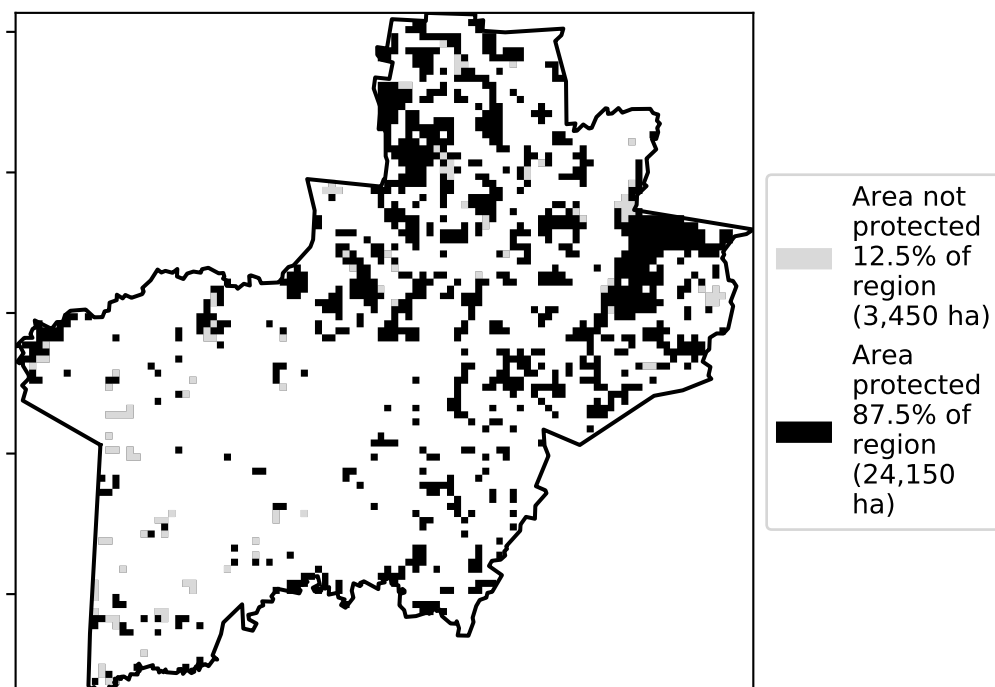 Area not
protected
12.5% of
region
(3,450 ha)
Area
protected
87.5% of
region
(24,150
ha)